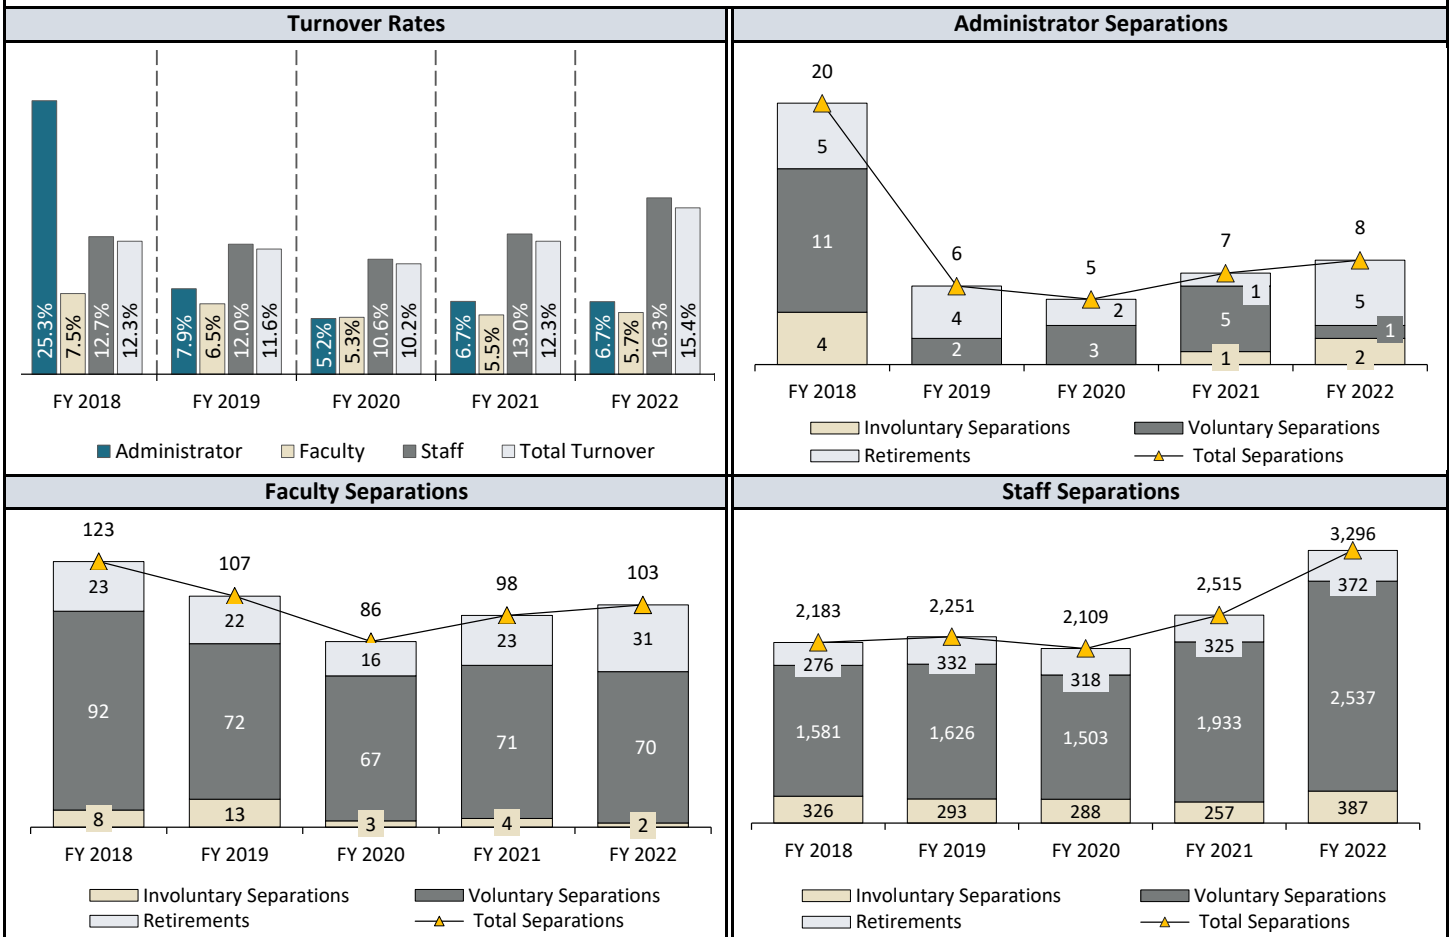 Turnover Rates
25.3% 7.5% 12.7% 12.3% 7.9% 6.5% 12.0% 11.6% 5.2% 5.3% 10.6% 10.2% 6.7% 5.5% 13.0% 12.3% 6.7% 5.7% 16.3% 15.4%
FY 2018 FY 2019 FY 2020 FY 2021 FY 2022
Administrator Faculty Staff Total Turnover
Administrator Separations
20
6 5 7 8
5
4 2 1 5
11
2 3 5 1
4 1 2
FY 2018 FY 2019 FY 2020 FY 2021 FY 2022
Involuntary Separations Voluntary Separations
Retirements Total Separations
Faculty Separations
123 107 86 98 103
23 22 16 23 31
92 72 67 71 70
8 13 3 4 2
FY 2018 FY 2019 FY 2020 FY 2021 FY 2022
Involuntary Separations Voluntary Separations
Retirements Total Separations
Staff Separations
2,183 2,251 2,109 2,515 3,296
276 332 318 325 372
1,581 1,626 1,503 1,933 2,537
326 293 288 257 387
FY 2018 FY 2019 FY 2020 FY 2021 FY 2022
Involuntary Separations Voluntary Separations
Retirements Total Separations